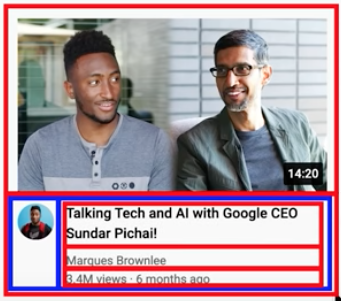 14:20
Talking Tech and AI with Google CEO
Sundar Pichai!
Marques Brownlee
3.4M views · 6 months ago